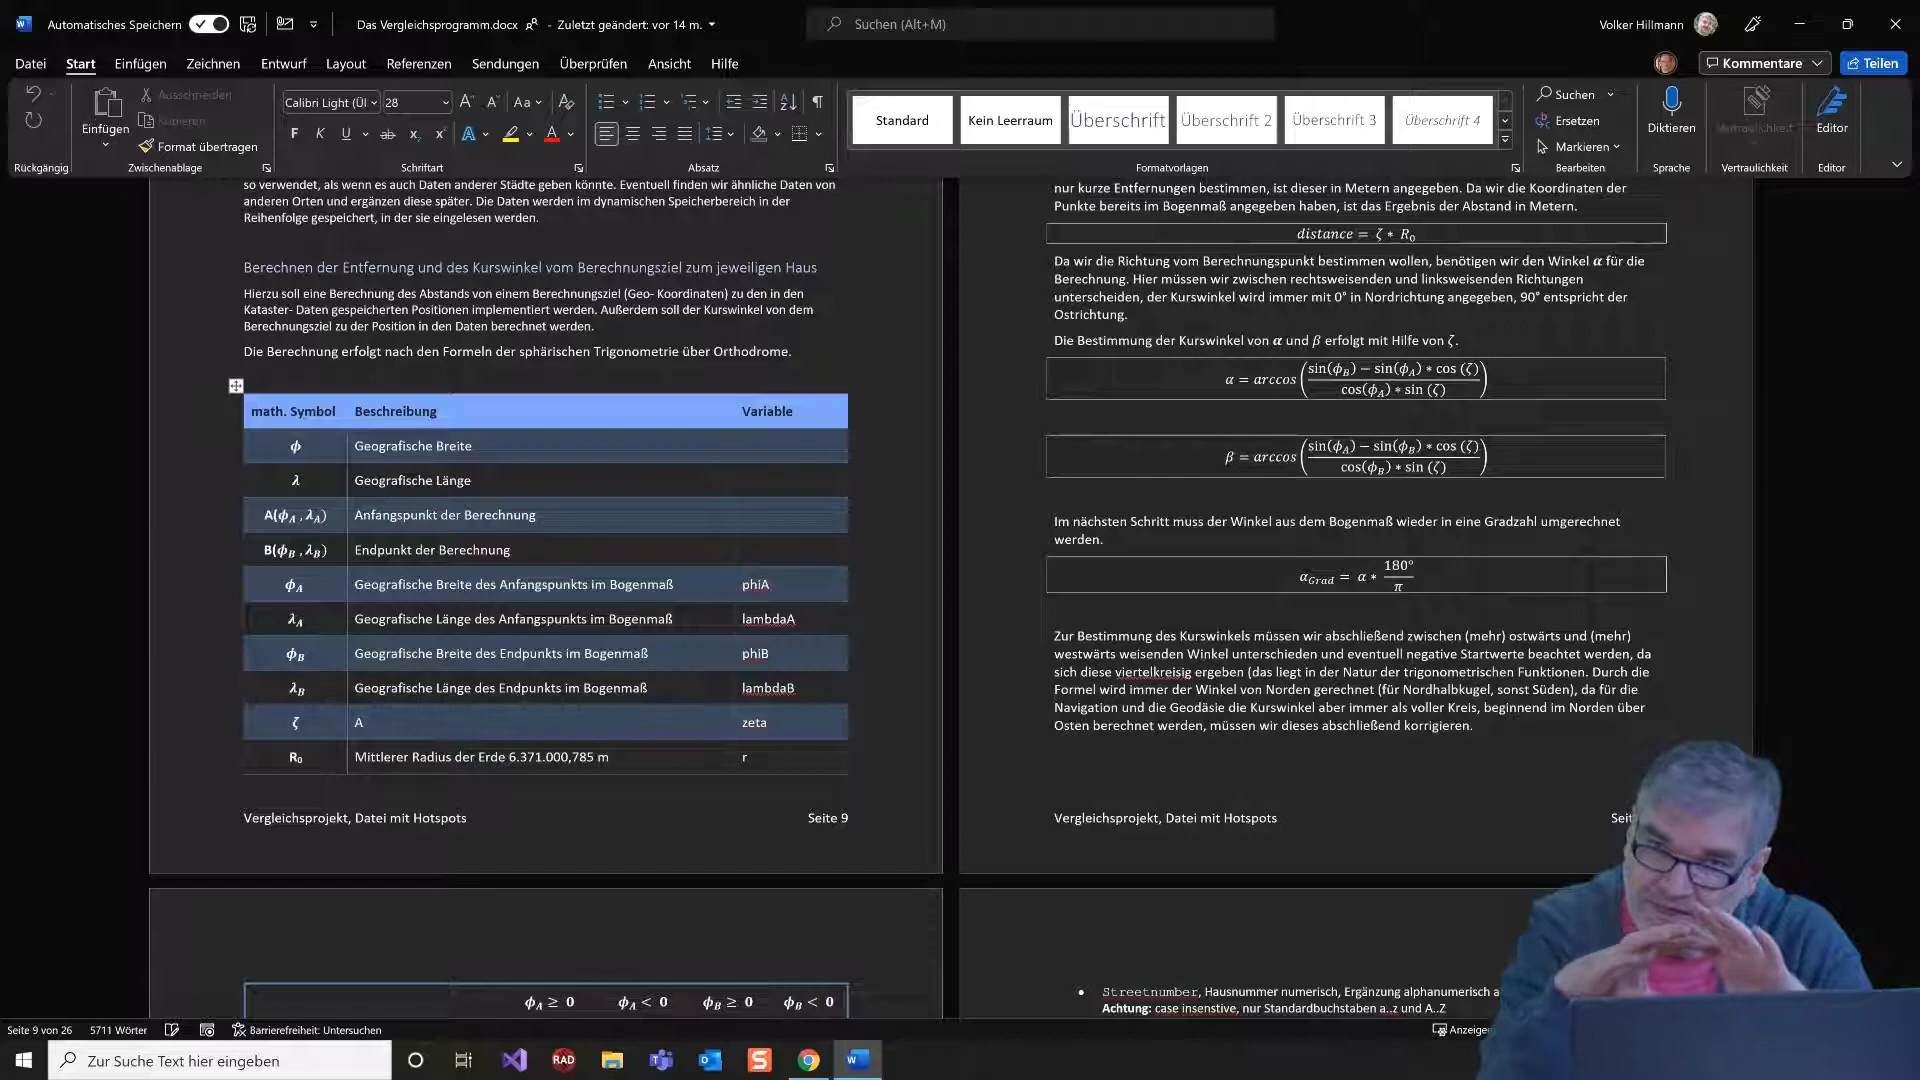 Automatisches Speichern
Das Vergleichsprogramm.docx - Zuletzt geändert: vor 14 m.
Suchen (Alt+M)
Volker Hillmann
Datei Start Einfügen Zeichnen Entwurf Layout Referenzen Sendungen Überprüfen Ansicht Hilfe
Kommentare Teilen
Einfügen
Ausschneiden
Kopieren
Format übertragen
Calibri Light (Ül 28
F K U ab x x A A
Standard Kein Leerraum Überschrift Überschrift 2 Überschrift 3 Überschrift 4
Suchen
Ersetzen
Markieren
Diktieren
Vertraulichkeit
Editor
Rückgängig Zwischenablage Schriftart Absatz Formatvorlagen Bearbeiten Sprache Vertraulichkeit Editor
so verwendet, als wenn es auch Daten anderer Städte geben könnte. Eventuell finden wir ähnliche Daten von
anderen Orten und ergänzen diese später. Die Daten werden im dynamischen Speicherbereich in der
Reihenfolge gespeichert, in der sie eingelesen werden.
Berechnen der Entfernung und des Kurswinkel vom Berechnungsziel zum jeweiligen Haus
Hierzu soll eine Berechnung des Abstands von einem Berechnungsziel (Geo- Koordinaten) zu den in den
Kataster- Daten gespeicherten Positionen implementiert werden. Außerdem soll der Kurswinkel von dem
Berechnungsziel zu der Position in den Daten berechnet werden.
Die Berechnung erfolgt nach den Formeln der sphärischen Trigonometrie über Orthodrome.
math. Symbol Beschreibung Variable
ϕ Geografische Breite
λ Geografische Länge
A(ϕA , λA) Anfangspunkt der Berechnung
B(ϕB , λB) Endpunkt der Berechnung
ϕA Geografische Breite des Anfangspunkts im Bogenmaß phiA
λA Geografische Länge des Anfangspunkts im Bogenmaß lambdaA
ϕB Geografische Breite des Endpunkts im Bogenmaß phiB
λB Geografische Länge des Endpunkts im Bogenmaß lambdaB
ζ A zeta
R₀ Mittlerer Radius der Erde 6.371.000,785 m r
Vergleichsprojekt, Datei mit Hotspots Seite 9
nur kurze Entfernungen bestimmen, ist dieser in Metern angegeben. Da wir die Koordinaten der
Punkte bereits im Bogenmaß angegeben haben, ist das Ergebnis der Abstand in Metern.
distance = ζ ∗ R₀
Da wir die Richtung vom Berechnungspunkt bestimmen wollen, benötigen wir den Winkel α für die
Berechnung. Hier müssen wir zwischen rechtsweisenden und linksweisenden Richtungen
unterscheiden, der Kurswinkel wird immer mit 0° in Nordrichtung angegeben, 90° entspricht der
Ostrichtung.
Die Bestimmung der Kurswinkel von α und β erfolgt mit Hilfe von ζ.
α = arccos ( sin(ϕB) − sin(ϕA) ∗ cos (ζ) / cos(ϕA) ∗ sin (ζ) )
β = arccos ( sin(ϕA) − sin(ϕB) ∗ cos (ζ) / cos(ϕB) ∗ sin (ζ) )
Im nächsten Schritt muss der Winkel aus dem Bogenmaß wieder in eine Gradzahl umgerechnet
werden.
αGrad = α ∗ 180° / π
Zur Bestimmung des Kurswinkels müssen wir abschließend zwischen (mehr) ostwärts und (mehr)
westwärts weisenden Winkel unterschieden und eventuell negative Startwerte beachtet werden, da
sich diese viertelkreisig ergeben (das liegt in der Natur der trigonometrischen Funktionen. Durch die
Formel wird immer der Winkel von Norden gerechnet (für Nordhalbkugel, sonst Süden), da für die
Navigation und die Geodäsie die Kurswinkel aber immer als voller Kreis, beginnend im Norden über
Osten berechnet werden, müssen wir dieses abschließend korrigieren.
Vergleichsprojekt, Datei mit Hotspots
ϕA ≥ 0 ϕA < 0 ϕB ≥ 0 ϕB < 0
• Streetnumber, Hausnummer numerisch, Ergänzung alphanumerisch
Achtung: case insenstive, nur Standardbuchstaben a..z und A..Z
Seite 9 von 26 5711 Wörter Barrierefreiheit: Untersuchen
Zur Suche Text hier eingeben
RAD